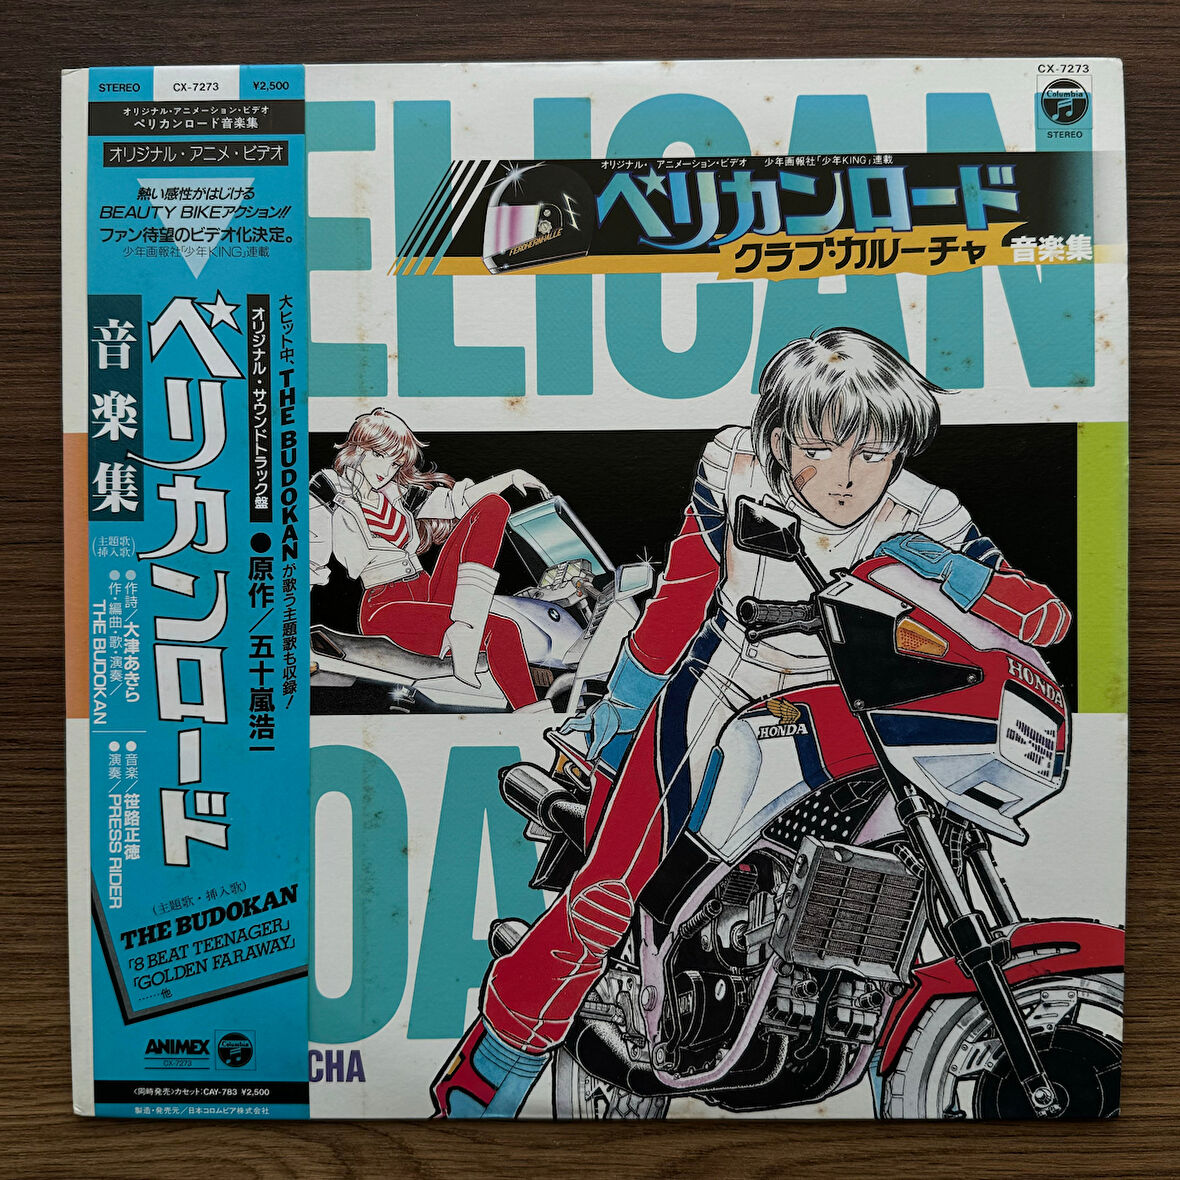 STEREO CX-7273 ¥2,500
オリジナル・アニメーション・ビデオ
ペリカンロード音楽集
オリジナル・アニメ・ビデオ
熱い感性がはじける
BEAUTY BIKEアクション!!
ファン待望のビデオ化決定。
少年画報社「少年KING」連載
大ヒット中、THE BUDOKANが歌う主題歌も収録!
オリジナル・サウンドトラック盤
●原作/五十嵐浩一
ペリカンロード
音楽集
(主題歌
挿入歌)
●作詩/大津あきら
●作・編曲・歌・演奏/
THE BUDOKAN
●音楽/笹路正徳
●演奏/PRESS RIDER
(主題歌・挿入歌)
THE BUDOKAN
「8 BEAT TEENAGER」
「GOLDEN FARAWAY」
……他
ANIMEX
CX-7273
Columbia
〈同時発売〉カセット:CAY-783 ¥2,500
製造・発売元/日本コロムビア株式会社
CX-7273
Columbia
STEREO
ELICAN
オリジナル・アニメーション・ビデオ 少年画報社「少年KING」連載
ペリカンロード
クラブ・カルーチャ 音楽集
HONDA
HONDA
OA
CHA